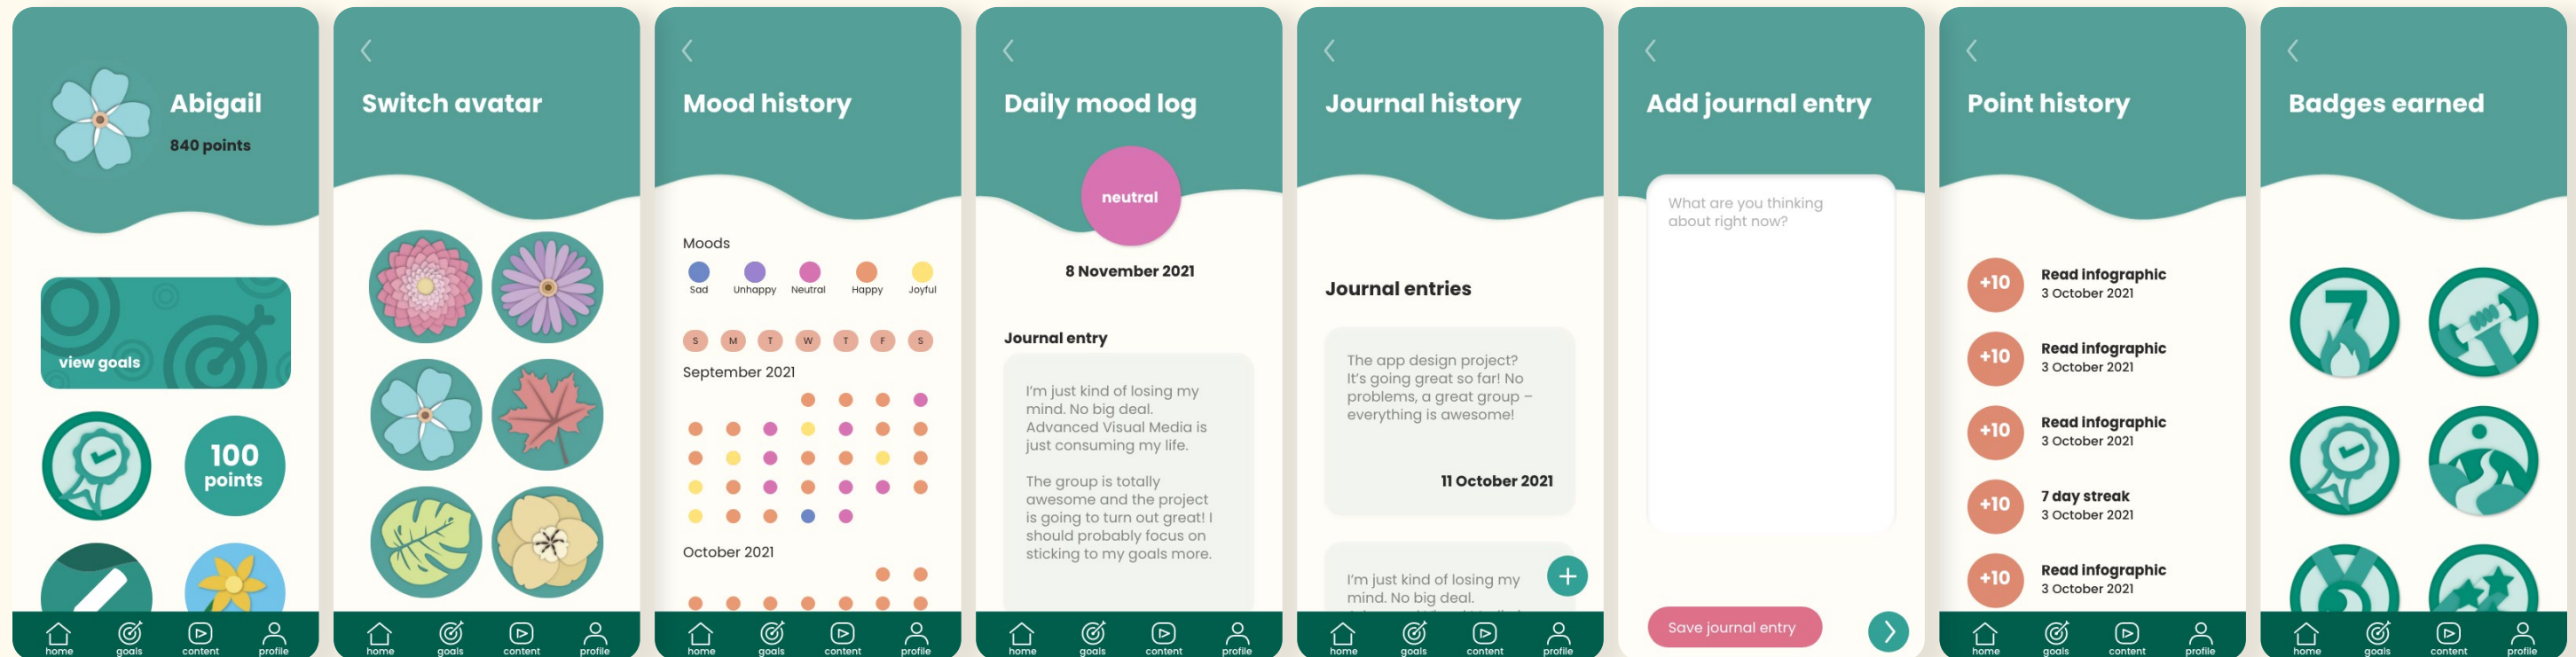 Abigail
840 points
view goals
100
points
home
goals
content
profile
Switch avatar
home
goals
content
profile
Mood history
Moods
Sad
Unhappy
Neutral
Happy
Joyful
S
M
T
W
T
F
S
September 2021
October 2021
home
goals
content
profile
Daily mood log
neutral
8 November 2021
Journal entry
I'm just kind of losing my
mind. No big deal.
Advanced Visual Media is
just consuming my life.
The group is totally
awesome and the project
is going to turn out great! I
should probably focus on
sticking to my goals more.
home
goals
content
profile
Journal history
Journal entries
The app design project?
It's going great so far! No
problems, a great group –
everything is awesome!
11 October 2021
I'm just kind of losing my
mind. No big deal.
+
home
goals
content
profile
Add journal entry
What are you thinking
about right now?
Save journal entry
home
goals
content
profile
Point history
+10
Read infographic
3 October 2021
+10
Read infographic
3 October 2021
+10
Read infographic
3 October 2021
+10
7 day streak
3 October 2021
+10
Read infographic
3 October 2021
home
goals
content
profile
Badges earned
7
home
goals
content
profile